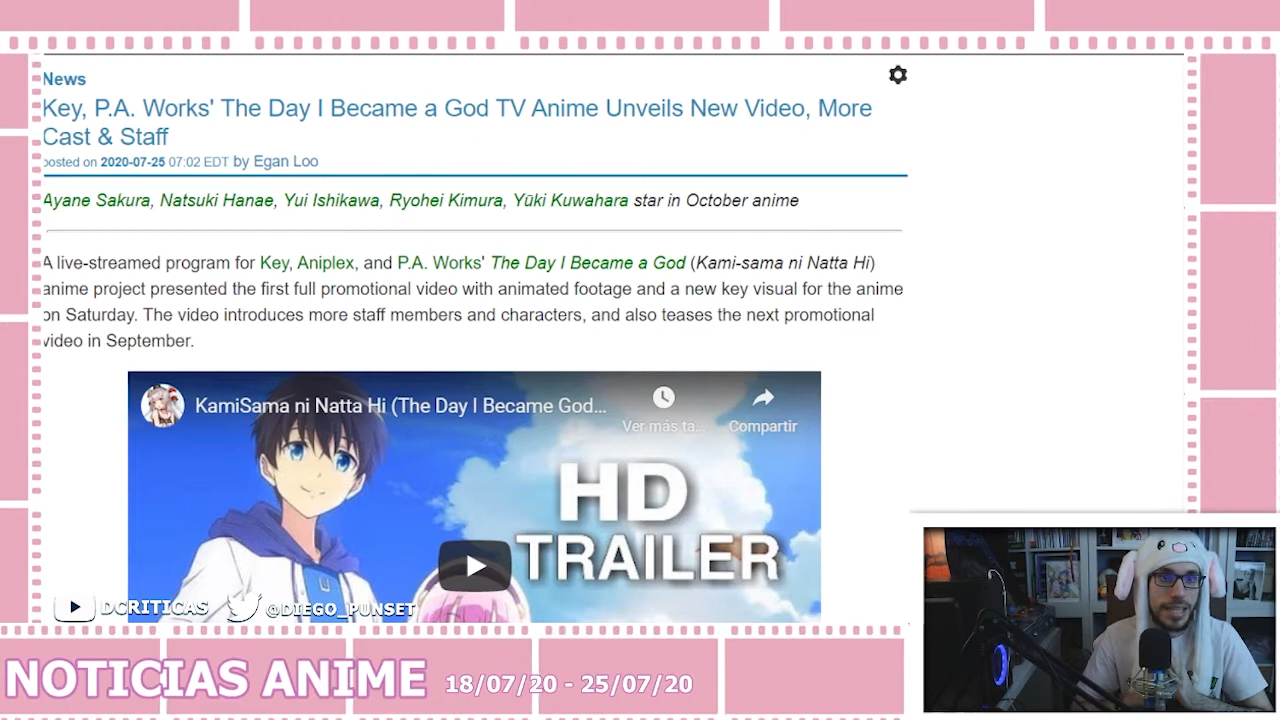 News
Key, P.A. Works' The Day I Became a God TV Anime Unveils New Video, More
Cast & Staff
posted on 2020-07-25 07:02 EDT by Egan Loo
Ayane Sakura, Natsuki Hanae, Yui Ishikawa, Ryohei Kimura, Yūki Kuwahara star in October anime
A live-streamed program for Key, Aniplex, and P.A. Works' The Day I Became a God (Kami-sama ni Natta Hi)
anime project presented the first full promotional video with animated footage and a new key visual for the anime
on Saturday. The video introduces more staff members and characters, and also teases the next promotional
video in September.
KamiSama ni Natta Hi (The Day I Became God...
Ver más ta...
Compartir
HD
TRAILER
DCRITICAS
@DIEGO_PUNSET
NOTICIAS ANIME
18/07/20 - 25/07/20